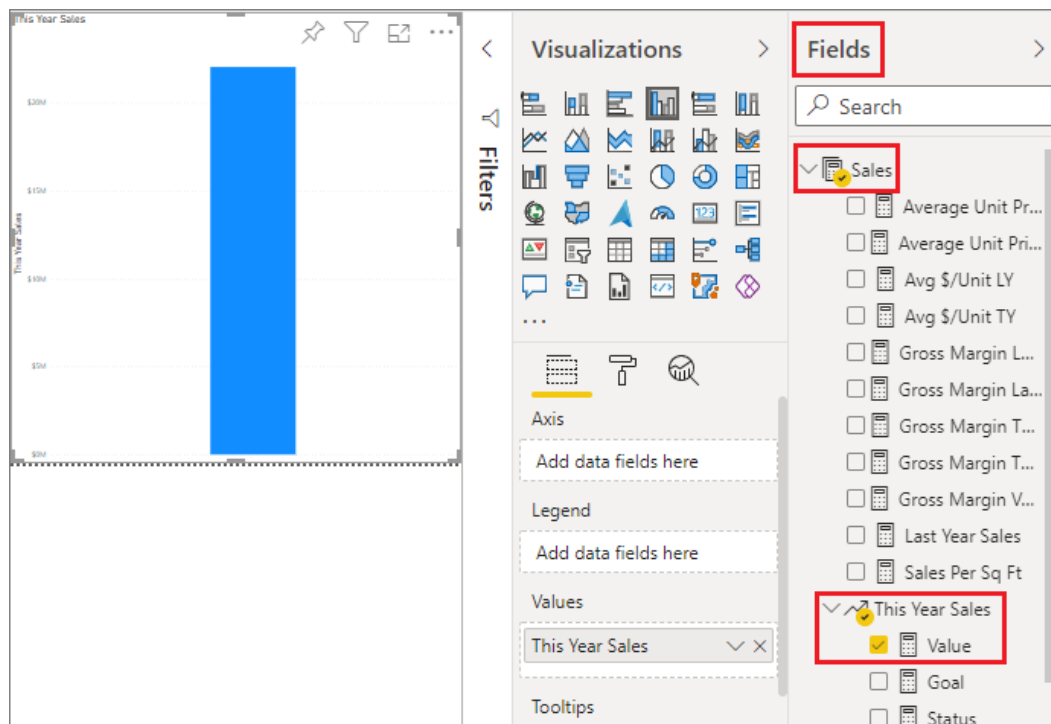 This Year Sales
$20M
$15M
$10M
$5M
$0M
This Year Sales
Filters
Visualizations
123
Axis
Add data fields here
Legend
Add data fields here
Values
This Year Sales
Tooltips
Fields
Search
Sales
Average Unit Pr...
Average Unit Pri...
Avg $/Unit LY
Avg $/Unit TY
Gross Margin L...
Gross Margin La...
Gross Margin T...
Gross Margin T...
Gross Margin V...
Last Year Sales
Sales Per Sq Ft
This Year Sales
Value
Goal
Status